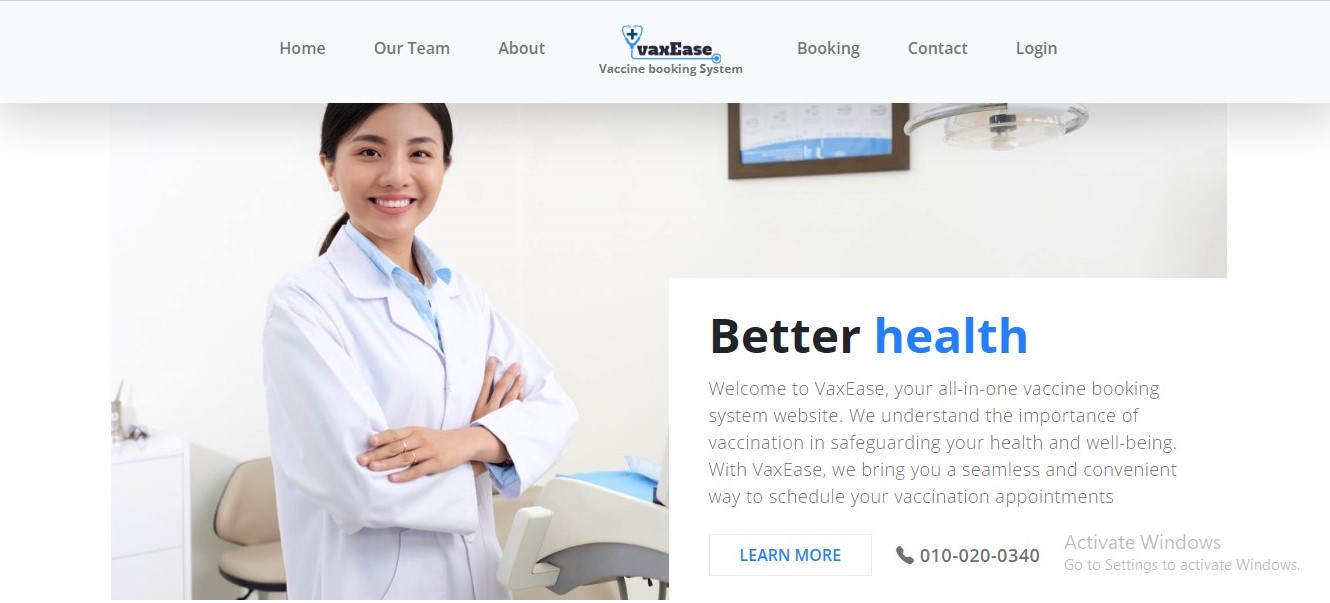 Home
Our Team
About
vaxEase
Vaccine booking System
Booking
Contact
Login
Better health
Welcome to VaxEase, your all-in-one vaccine booking
system website. We understand the importance of
vaccination in safeguarding your health and well-being.
With VaxEase, we bring you a seamless and convenient
way to schedule your vaccination appointments
LEARN MORE
010-020-0340
Activate Windows
Go to Settings to activate Windows.